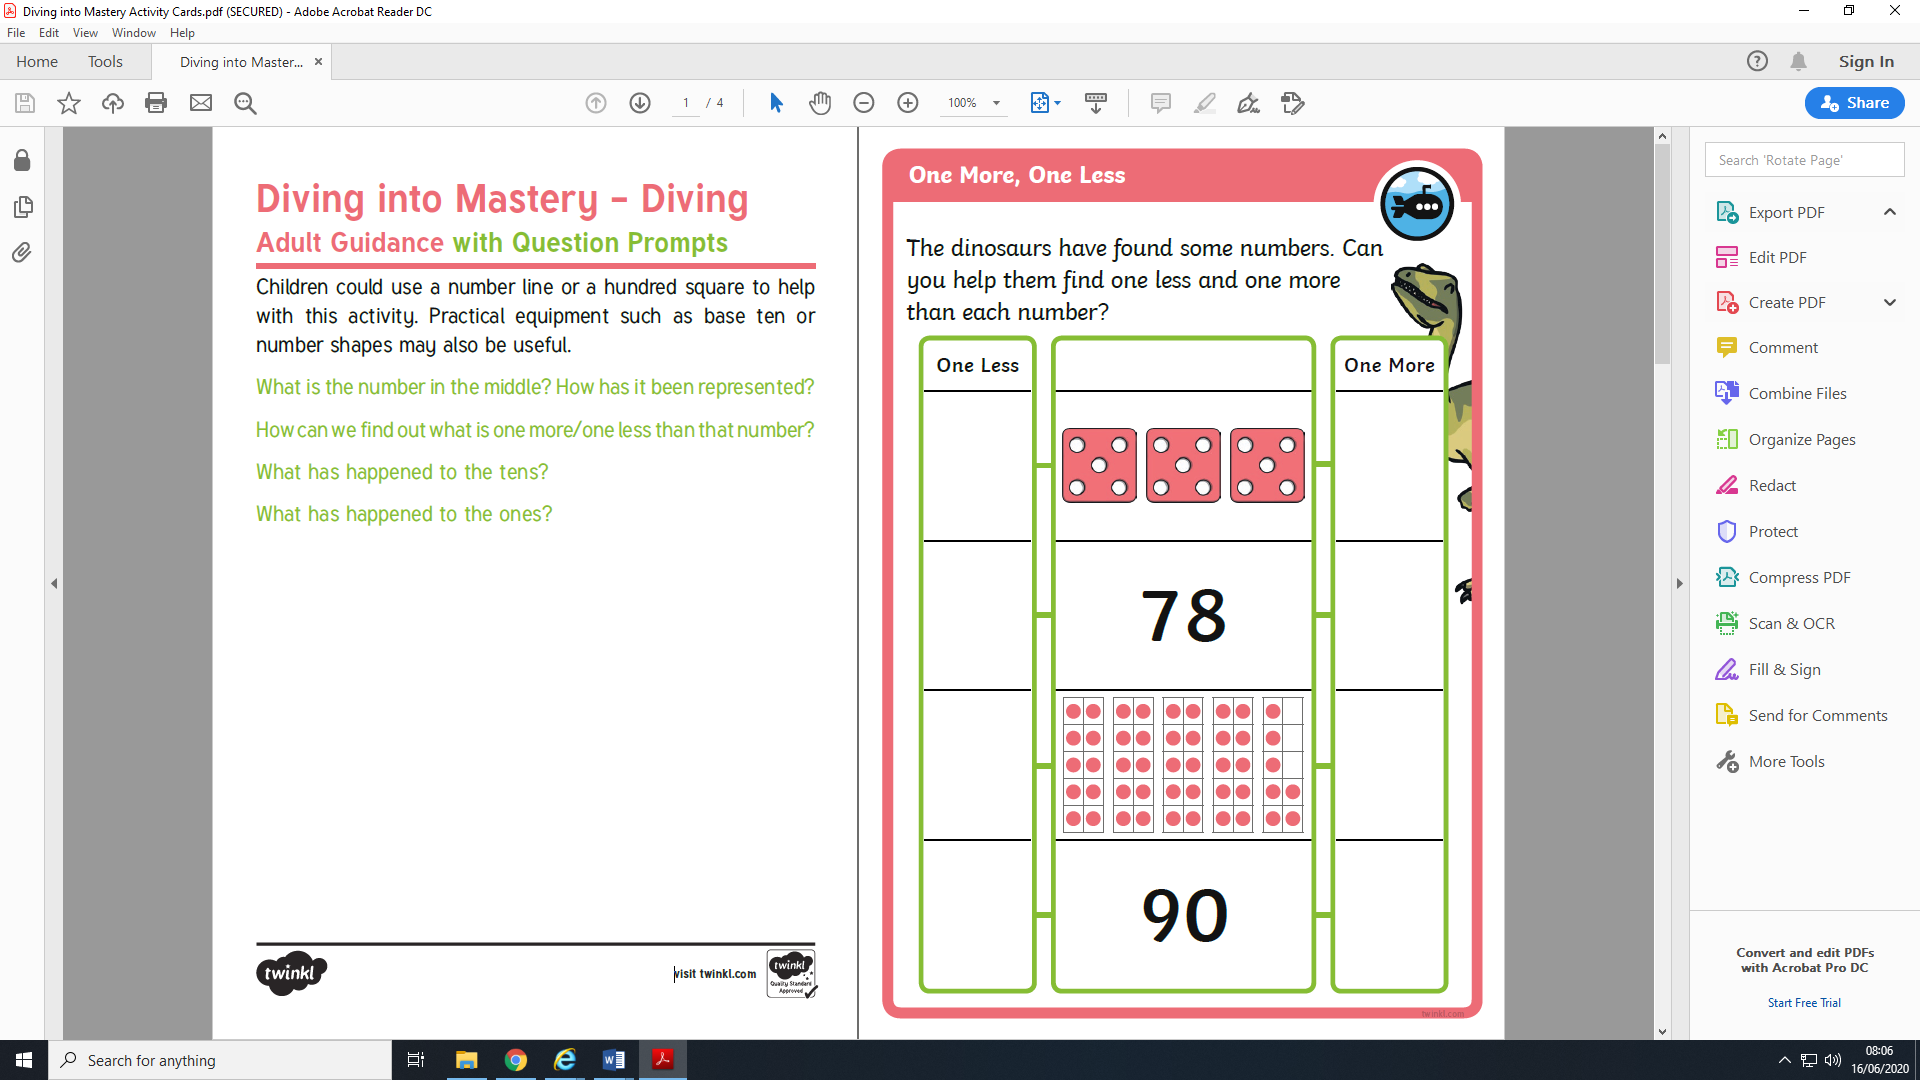 Diving into Mastery Activity Cards.pdf (SECURED) - Adobe Acrobat Reader DC
File Edit View Window Help
Home Tools Diving into Master... ×
Sign In
1 / 4
100%
Share
Search 'Rotate Page'
Export PDF
Edit PDF
Create PDF
Comment
Combine Files
Organize Pages
Redact
Protect
Compress PDF
Scan & OCR
Fill & Sign
Send for Comments
More Tools
Convert and edit PDFs
with Acrobat Pro DC
Start Free Trial
Diving into Mastery – Diving
Adult Guidance with Question Prompts
Children could use a number line or a hundred square to help
with this activity. Practical equipment such as base ten or
number shapes may also be useful.
What is the number in the middle? How has it been represented?
How can we find out what is one more/one less than that number?
What has happened to the tens?
What has happened to the ones?
twinkl
visit twinkl.com
twinkl
Quality Standard
Approved
One More, One Less
The dinosaurs have found some numbers. Can
you help them find one less and one more
than each number?
One Less One More
78
90
twinkl.com
Search for anything
08:06
16/06/2020